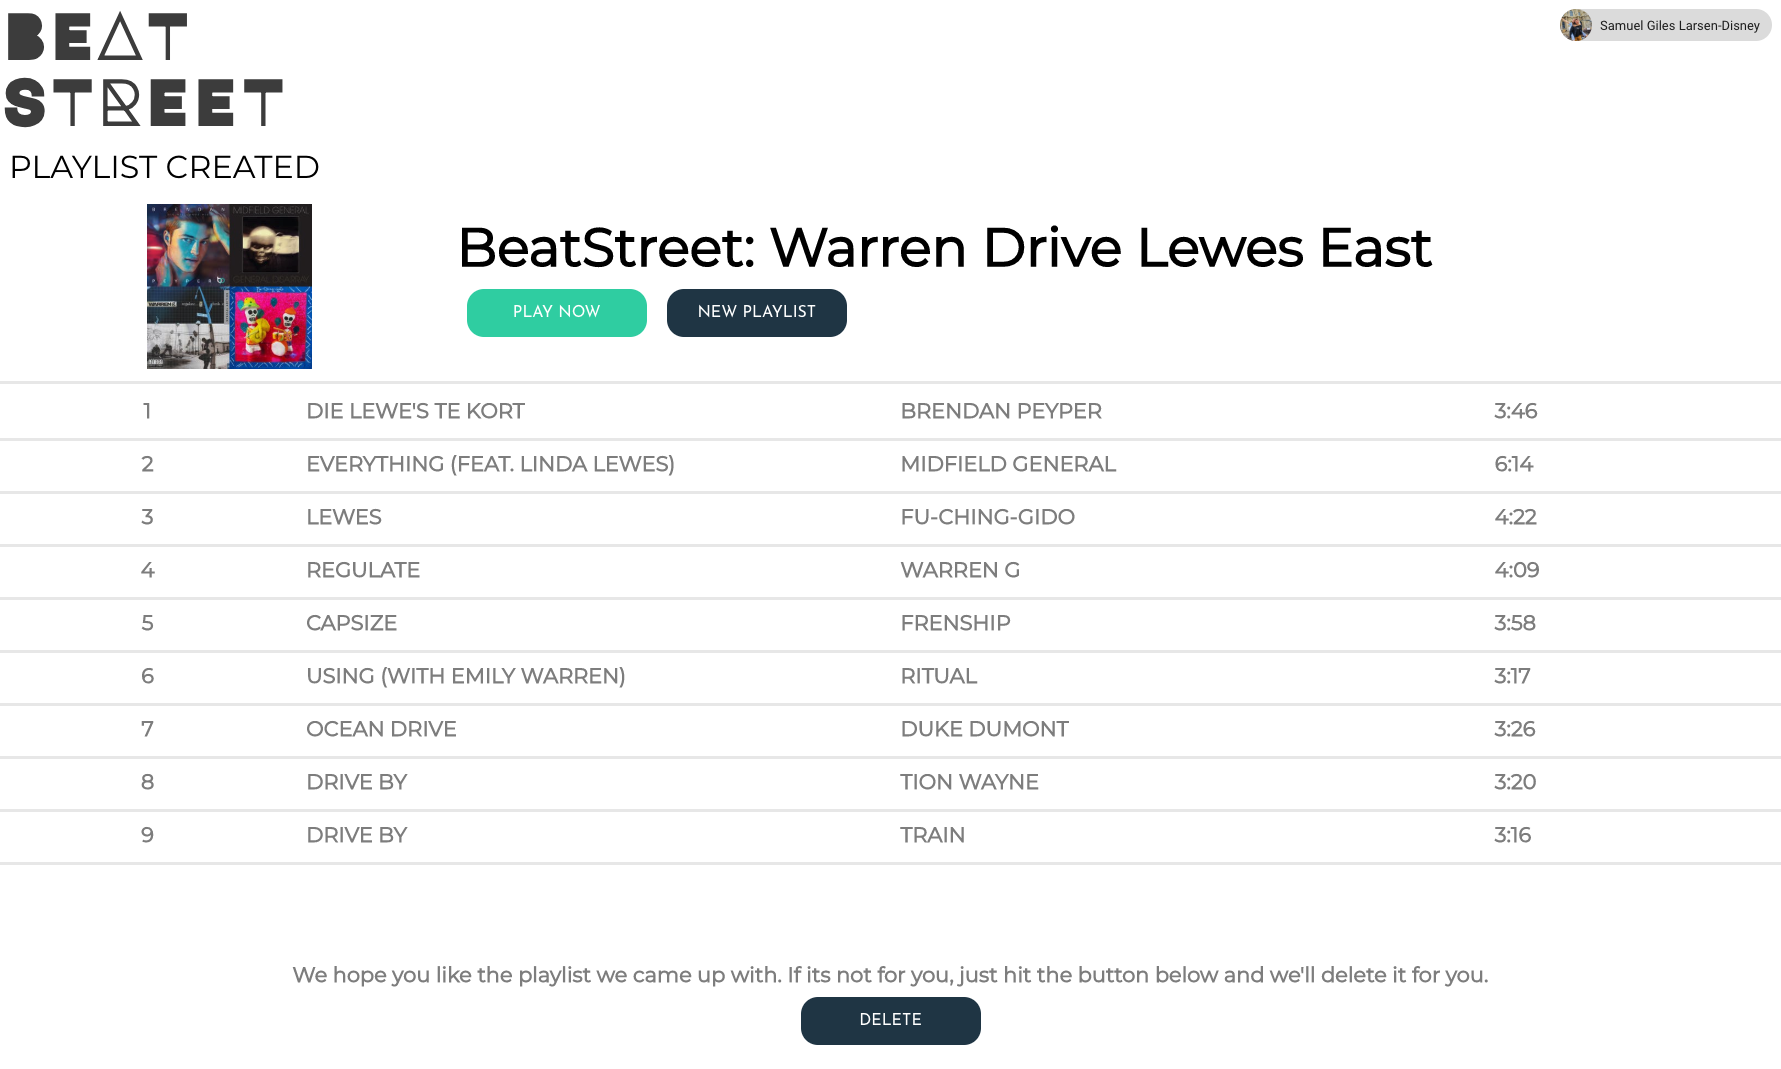 BEAT
STREET
Samuel Giles Larsen-Disney
PLAYLIST CREATED
MIDFIELD GENERAL
BeatStreet: Warren Drive Lewes East
PLAY NOW
NEW PLAYLIST
1 DIE LEWE'S TE KORT BRENDAN PEYPER 3:46
2 EVERYTHING (FEAT. LINDA LEWES) MIDFIELD GENERAL 6:14
3 LEWES FU-CHING-GIDO 4:22
4 REGULATE WARREN G 4:09
5 CAPSIZE FRENSHIP 3:58
6 USING (WITH EMILY WARREN) RITUAL 3:17
7 OCEAN DRIVE DUKE DUMONT 3:26
8 DRIVE BY TION WAYNE 3:20
9 DRIVE BY TRAIN 3:16
We hope you like the playlist we came up with. If its not for you, just hit the button below and we'll delete it for you.
DELETE